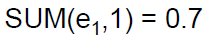 SUM(e₁,1) = 0.7